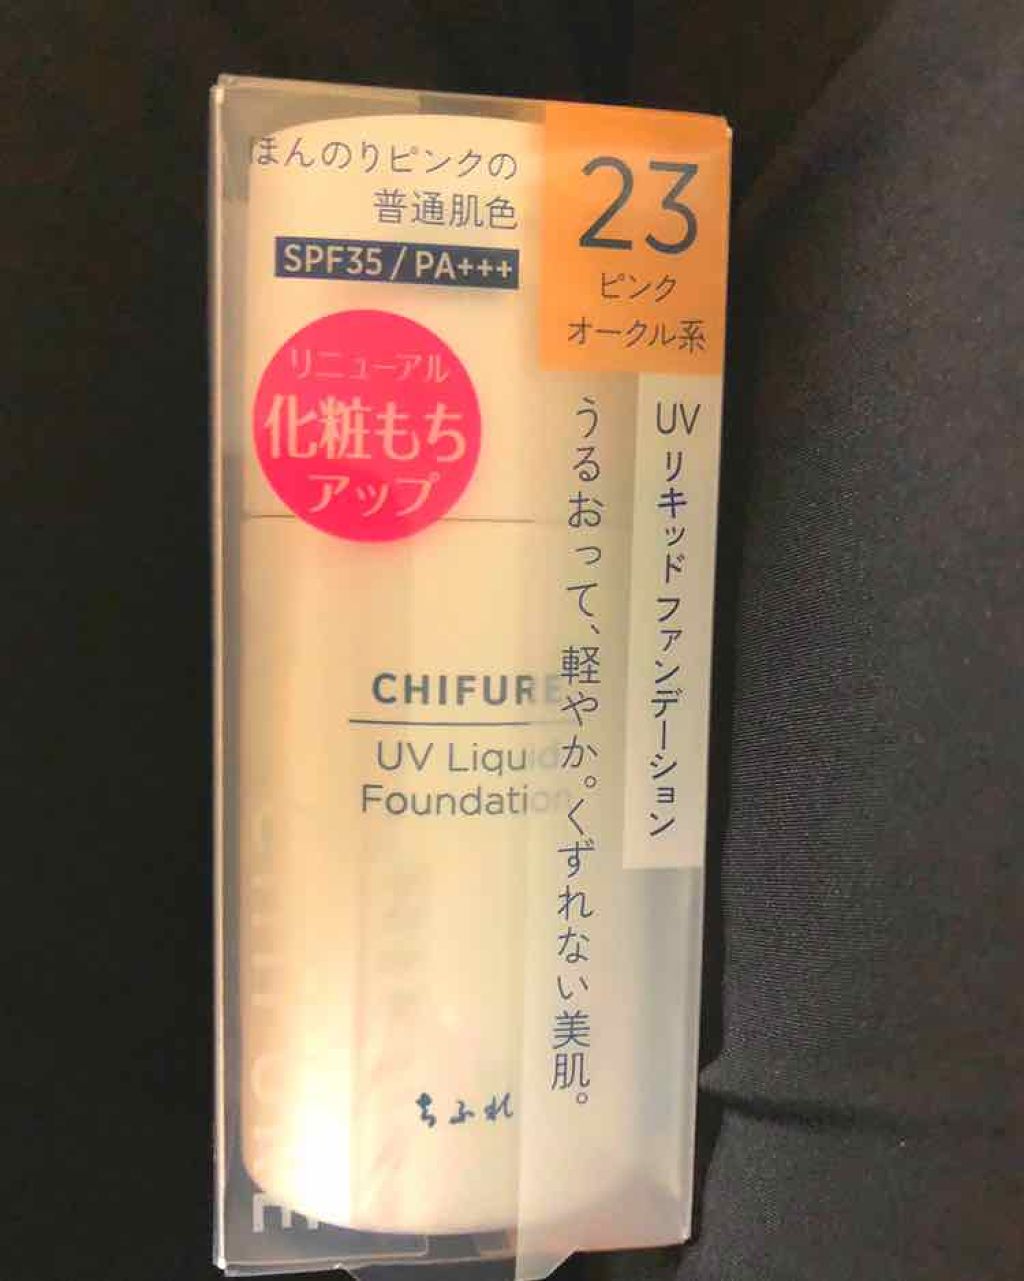 ほんのりピンクの
普通肌色
SPF35/PA+++
23
ピンク
オークル系
リニューアル
化粧もち
アップ
UVリキッドファンデーション
うるおって、軽やか。くずれない美肌。
CHIFURE
UV Liquid
Foundation
ちふれ